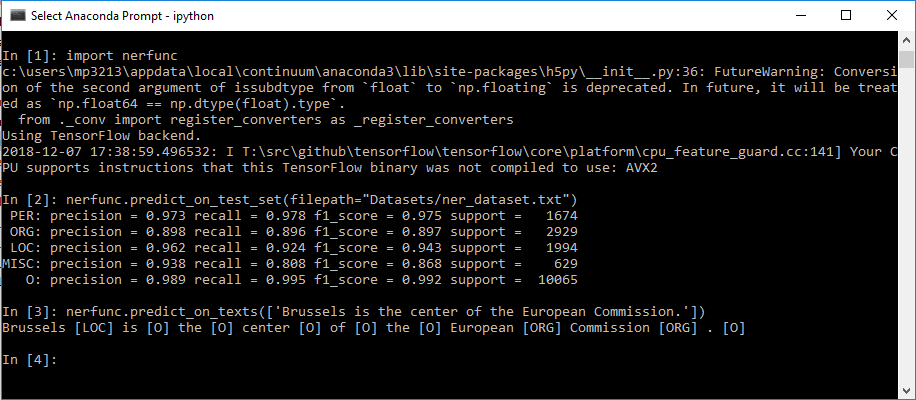 Select Anaconda Prompt - ipython
In [1]: import nerfunc
c:\users\mp3213\appdata\local\continuum\anaconda3\lib\site-packages\h5py\__init__.py:36: FutureWarning: Conversi
on of the second argument of issubdtype from `float` to `np.floating` is deprecated. In future, it will be treat
ed as `np.float64 == np.dtype(float).type`.
  from ._conv import register_converters as _register_converters
Using TensorFlow backend.
2018-12-07 17:38:59.496532: I T:\src\github\tensorflow\tensorflow\core\platform\cpu_feature_guard.cc:141] Your C
PU supports instructions that this TensorFlow binary was not compiled to use: AVX2
In [2]: nerfunc.predict_on_test_set(filepath="Datasets/ner_dataset.txt")
 PER: precision = 0.973 recall = 0.978 f1_score = 0.975 support =   1674
 ORG: precision = 0.898 recall = 0.896 f1_score = 0.897 support =   2929
 LOC: precision = 0.962 recall = 0.924 f1_score = 0.943 support =   1994
MISC: precision = 0.938 recall = 0.808 f1_score = 0.868 support =    629
   O: precision = 0.989 recall = 0.995 f1_score = 0.992 support =  10065
In [3]: nerfunc.predict_on_texts(['Brussels is the center of the European Commission.'])
Brussels [LOC] is [O] the [O] center [O] of [O] the [O] European [ORG] Commission [ORG] . [O]
In [4]: